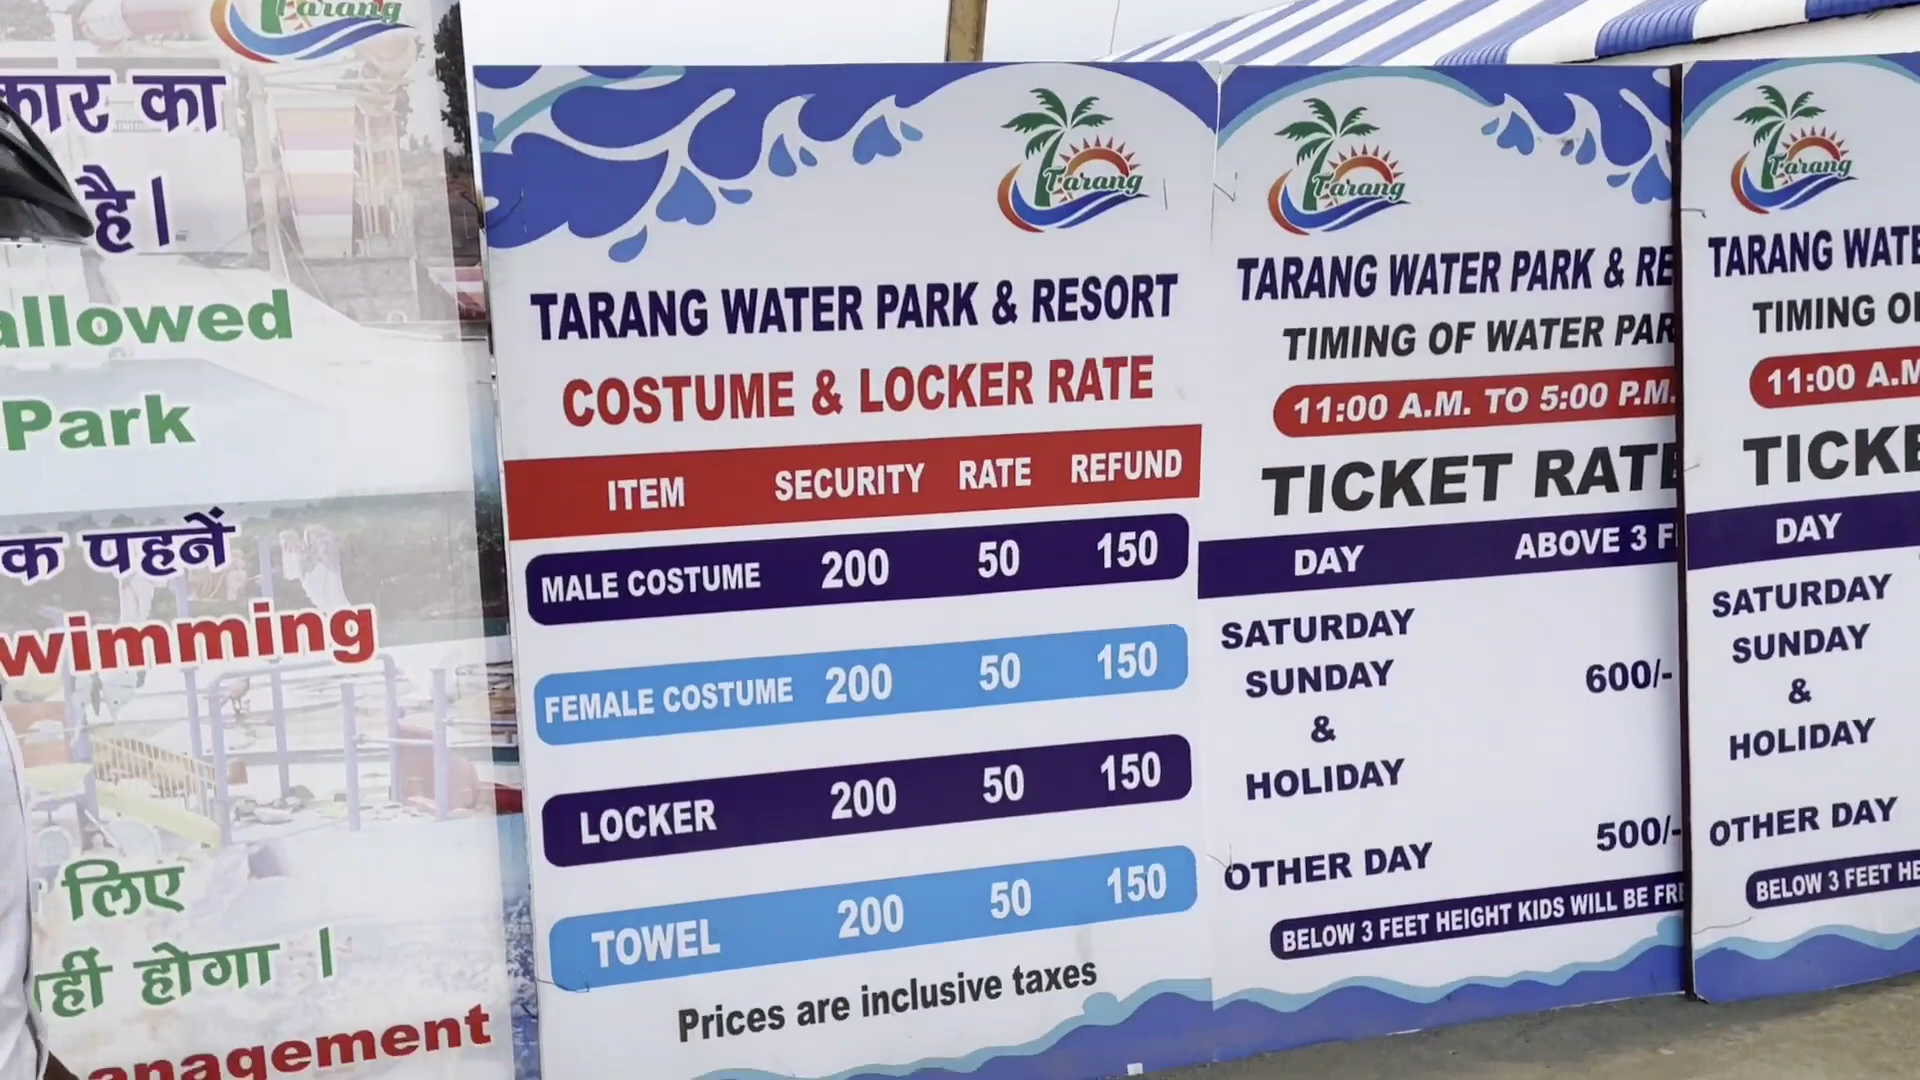 Tarang
कार का
है।
allowed
Park
क पहनें
wimming
लिए
हीं होगा ।
anagement
Tarang
TARANG WATER PARK & RESORT
COSTUME & LOCKER RATE
ITEM SECURITY RATE REFUND
MALE COSTUME 200 50 150
FEMALE COSTUME 200 50 150
LOCKER 200 50 150
TOWEL 200 50 150
Prices are inclusive taxes
Tarang
TARANG WATER PARK & RE
TIMING OF WATER PAR
11:00 A.M. TO 5:00 P.M.
TICKET RATE
DAY ABOVE 3 F
SATURDAY
SUNDAY 600/-
&
HOLIDAY
OTHER DAY 500/-
BELOW 3 FEET HEIGHT KIDS WILL BE FRE
Tarang
TARANG WATE
TIMING O
11:00 A.M
TICKE
DAY
SATURDAY
SUNDAY
&
HOLIDAY
OTHER DAY
BELOW 3 FEET HE